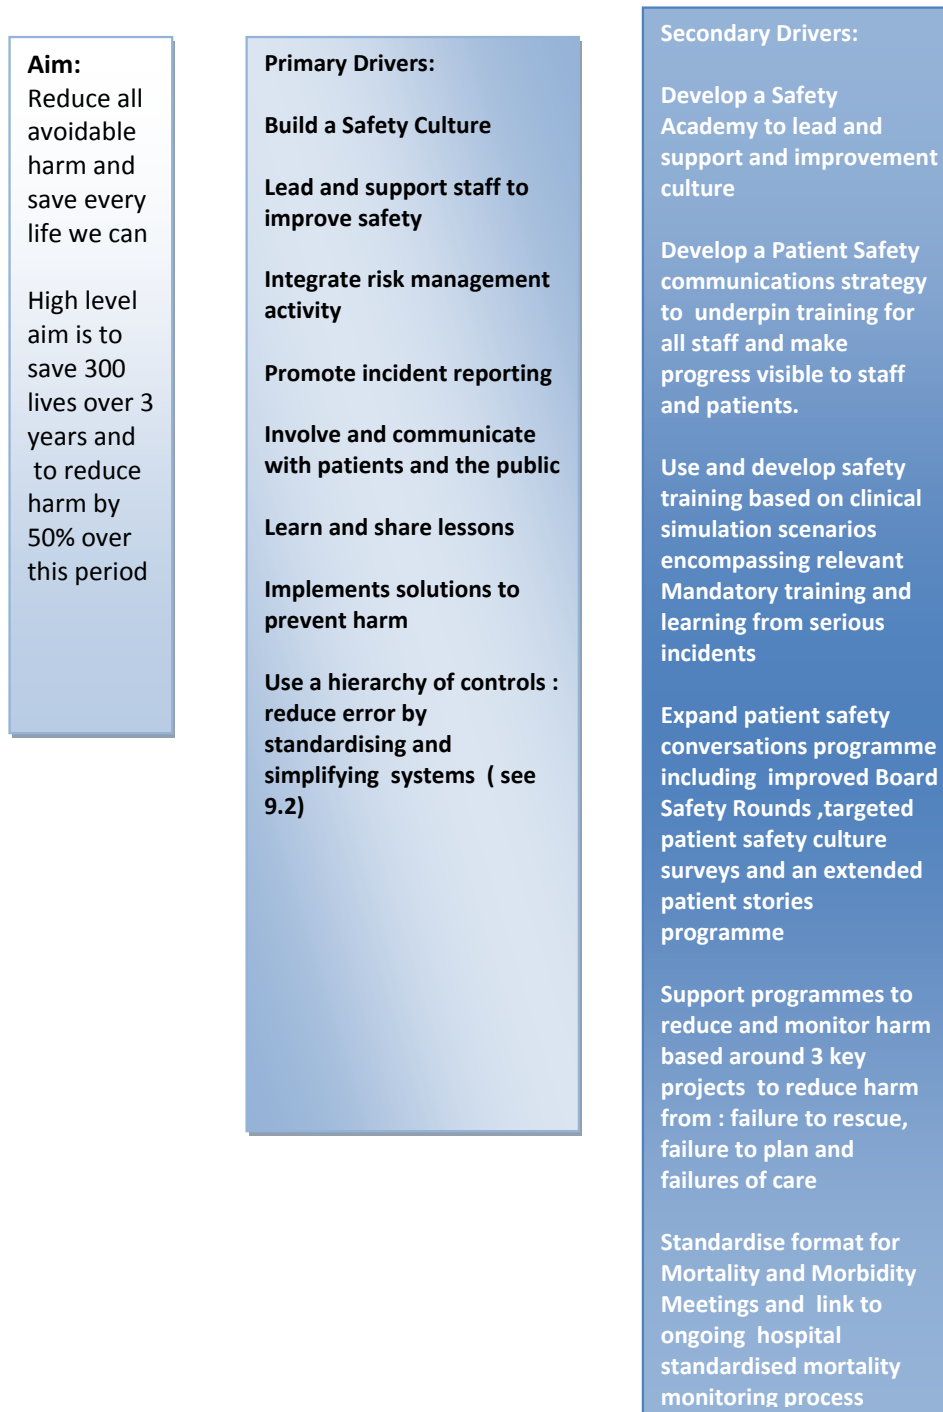 Aim:
Reduce all
avoidable
harm and
save every
life we can
High level
aim is to
save 300
lives over 3
years and
to reduce
harm by
50% over
this period
Primary Drivers:
Build a Safety Culture
Lead and support staff to
improve safety
Integrate risk management
activity
Promote incident reporting
Involve and communicate
with patients and the public
Learn and share lessons
Implements solutions to
prevent harm
Use a hierarchy of controls :
reduce error by
standardising and
simplifying systems ( see
9.2)
Secondary Drivers:
Develop a Safety
Academy to lead and
support and improvement
culture
Develop a Patient Safety
communications strategy
to underpin training for
all staff and make
progress visible to staff
and patients.
Use and develop safety
training based on clinical
simulation scenarios
encompassing relevant
Mandatory training and
learning from serious
incidents
Expand patient safety
conversations programme
including improved Board
Safety Rounds ,targeted
patient safety culture
surveys and an extended
patient stories
programme
Support programmes to
reduce and monitor harm
based around 3 key
projects to reduce harm
from : failure to rescue,
failure to plan and
failures of care
Standardise format for
Mortality and Morbidity
Meetings and link to
ongoing hospital
standardised mortality
monitoring process